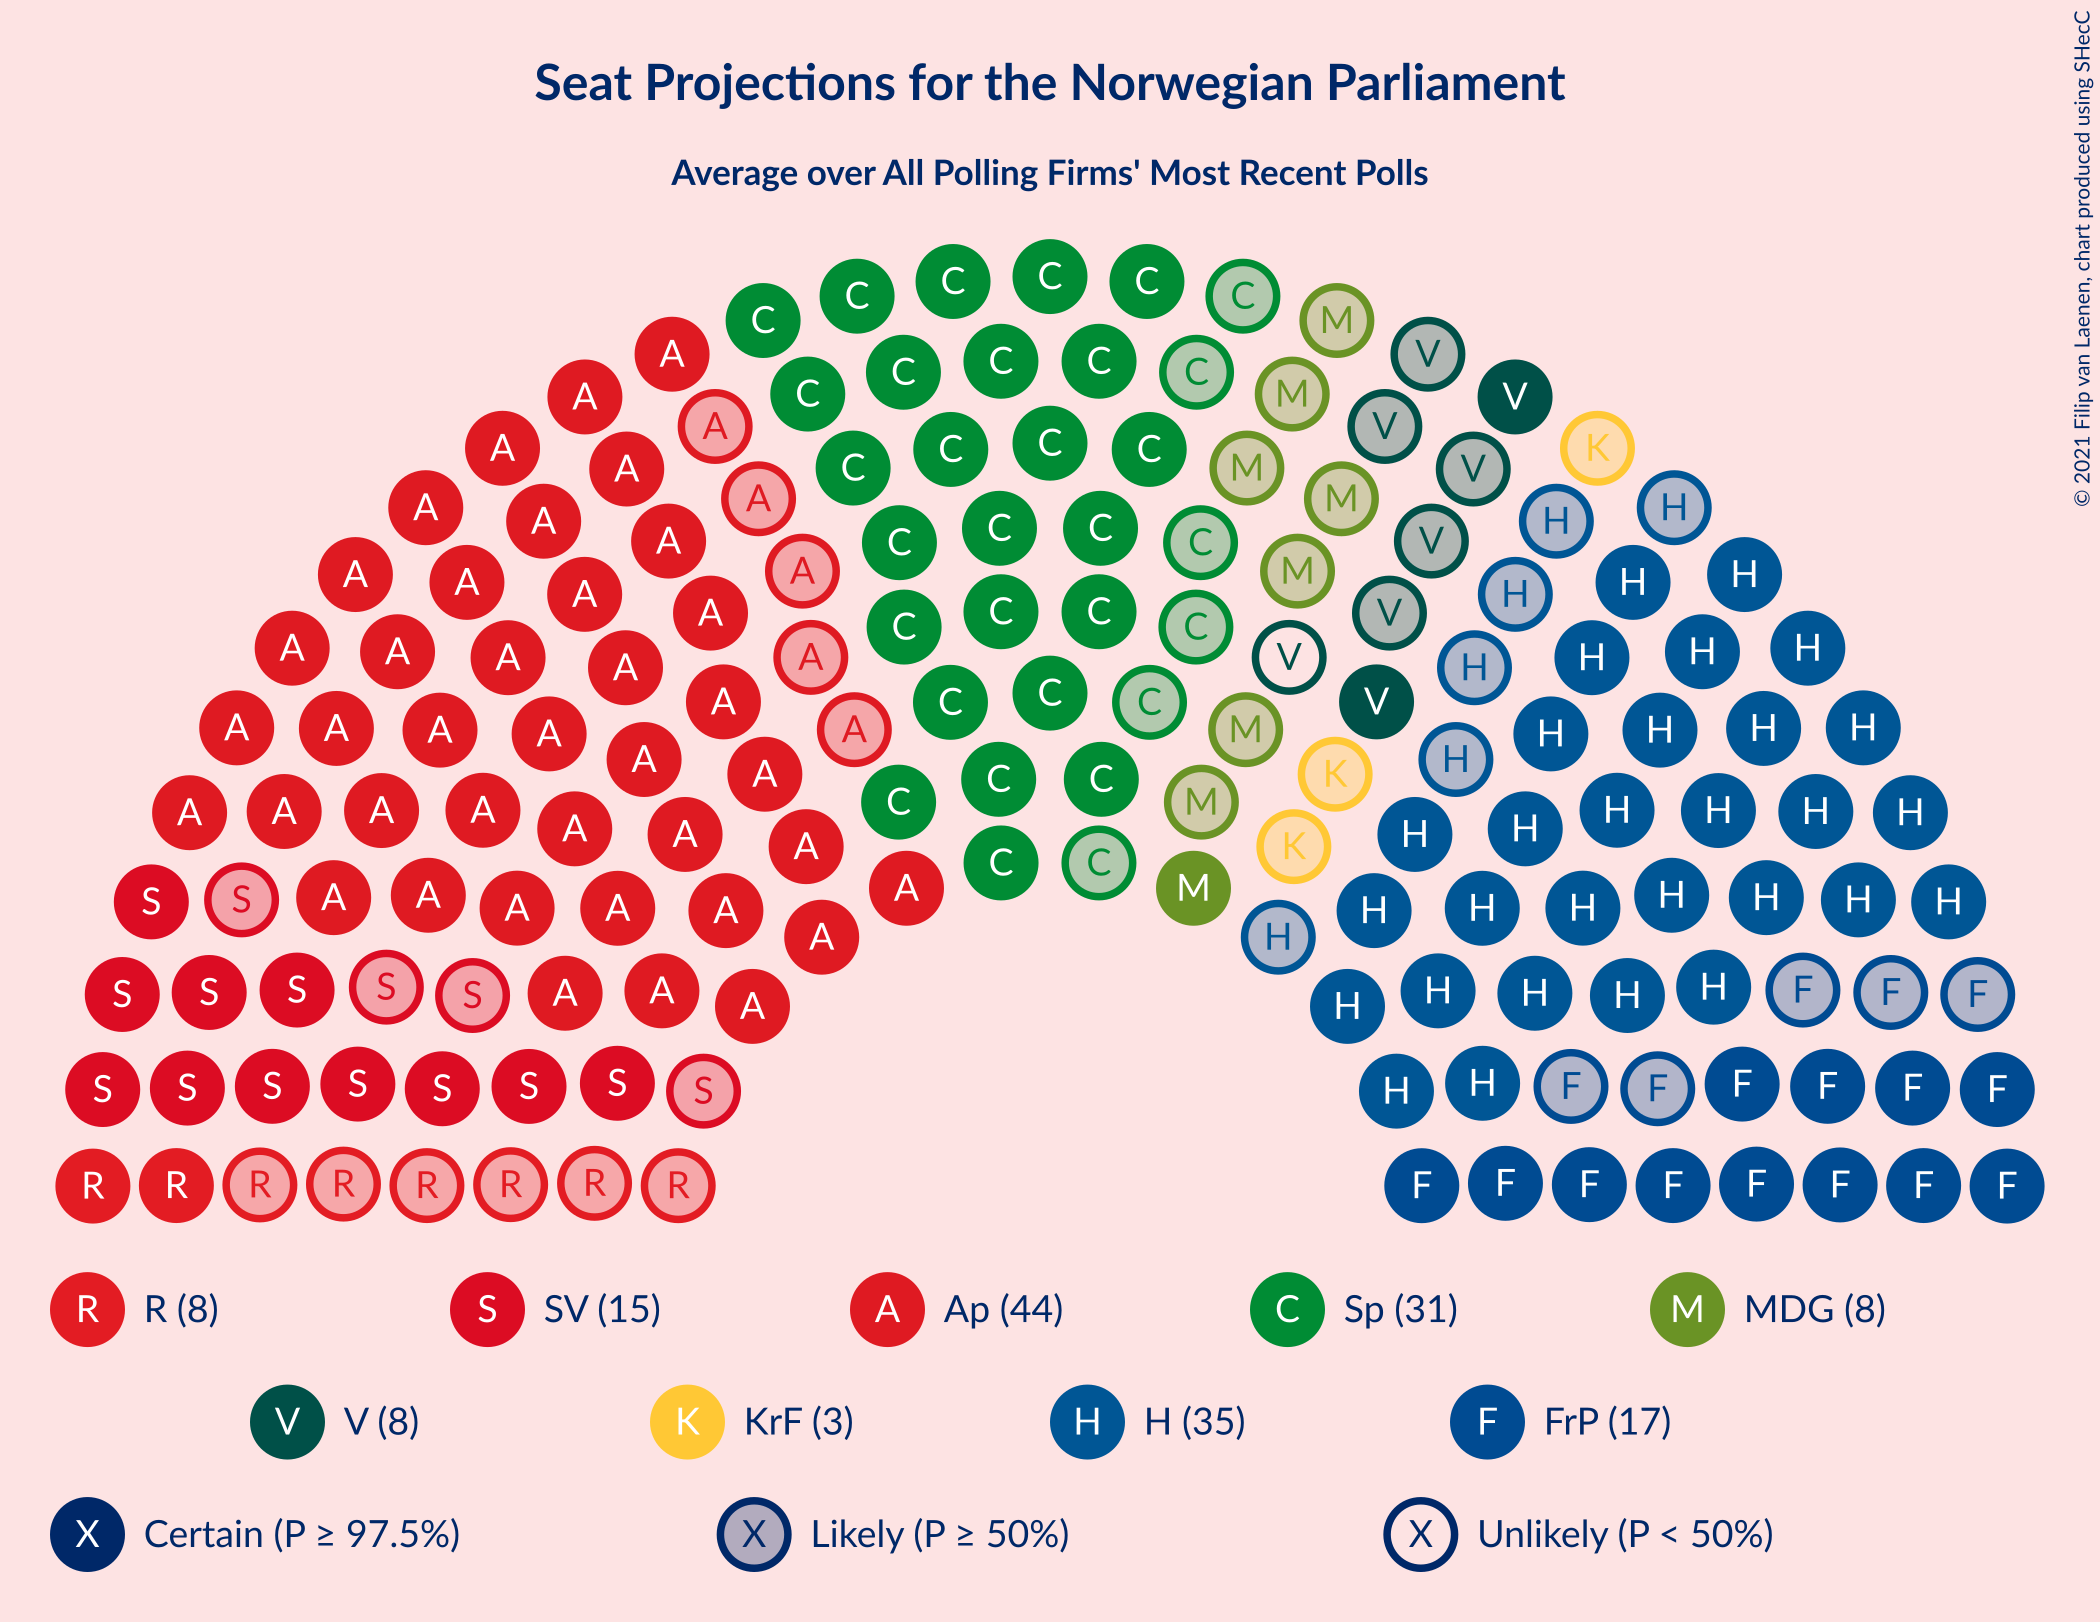 Seat Projections for the Norwegian Parliament
Average over All Polling Firms' Most Recent Polls
© 2021 Filip van Laenen, chart produced using SHecC
C C C C C C M
A V
A C C C C C M V V
A A A C C C C M M V K
A A A A C C C C M V H H
A A A A A C C C C V V H H H H
A A A A A A C C C M V H H H H H
A A A A A A A C C C M K H H H H H H
A A A A A A A A C C M K H H H H H H
S S A A A A A A A C C M H H H H H H H H
S S S S S A A A H H H H H F F F
S S S S S S S S H H F F F F F F
R R R R R R R R F F F F F F F F
R R (8) S SV (15) A Ap (44) C Sp (31) M MDG (8)
V V (8) K KrF (3) H H (35) F FrP (17)
X Certain (P ≥ 97.5%) X Likely (P ≥ 50%) X Unlikely (P < 50%)